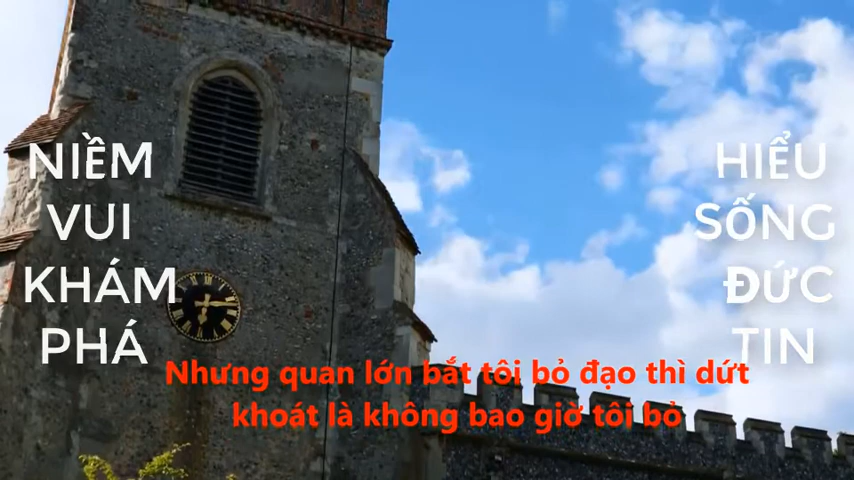 NIỀM
VUI
KHÁM
PHÁ
HIỂU
SỐNG
ĐỨC
TIN
Nhưng quan lớn bắt tôi bỏ đạo thì dứt
khoát là không bao giờ tôi bỏ